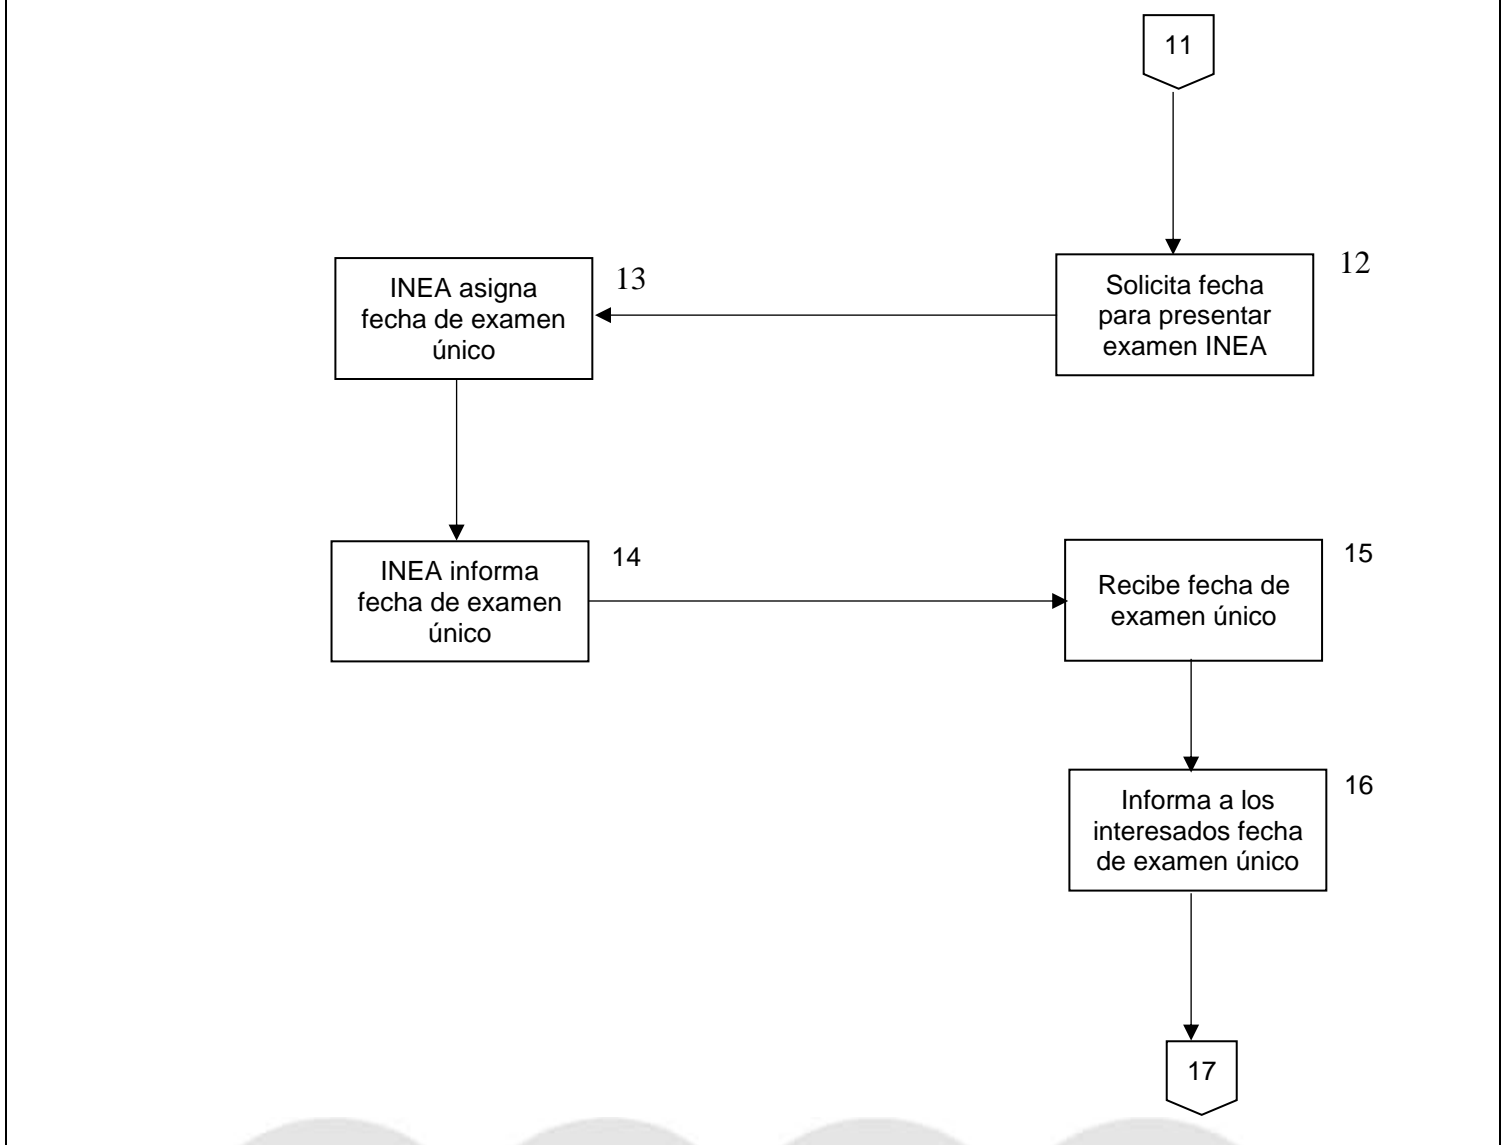 11
12
Solicita fecha
para presentar
examen INEA
13
INEA asigna
fecha de examen
único
14
INEA informa
fecha de examen
único
15
Recibe fecha de
examen único
16
Informa a los
interesados fecha
de examen único
17